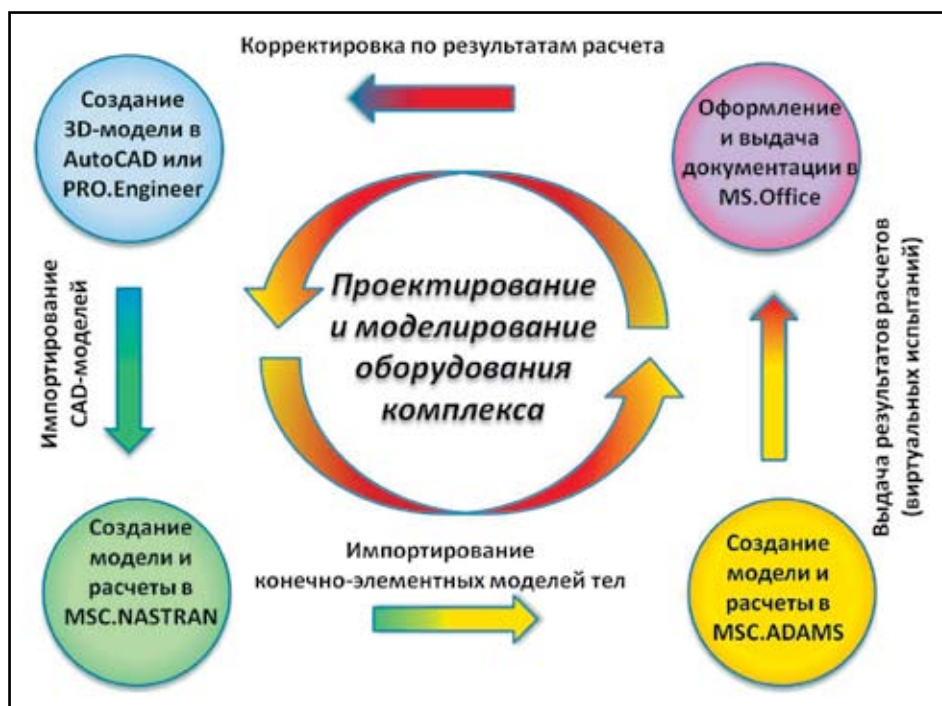 Корректировка по результатам расчета
Создание
3D-модели в
AutoCAD или
PRO.Engineer
Оформление
и выдача
документации в
MS.Office
Импортирование
CAD-моделей
Проектирование
и моделирование
оборудования
комплекса
Выдача результатов расчетов
(виртуальных испытаний)
Создание
модели и
расчеты в
MSC.NASTRAN
Импортирование
конечно-элементных моделей тел
Создание
модели и
расчеты в
MSC.ADAMS